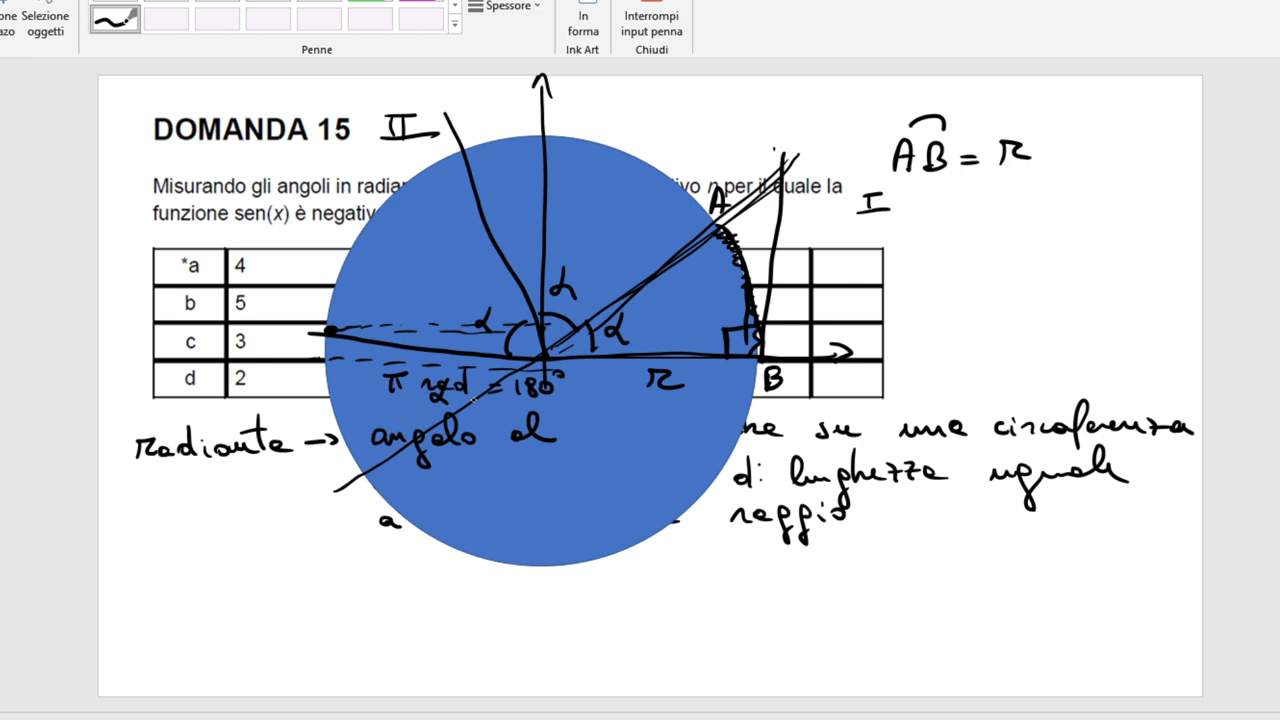 one Selezione
azo oggetti
Penne
Spessore
In
forma
Ink Art
Interrompi
input penna
Chiudi
DOMANDA 15 II
AB = r
Misurando gli angoli in radia ivo n per il quale la
funzione sen(x) è negativ
I
A
*a 4
b 5
c 3
d 2
α
α α
π rad = 180° r B
radiante → angolo al ne su una circonferenza
di lunghezza uguale
a raggio